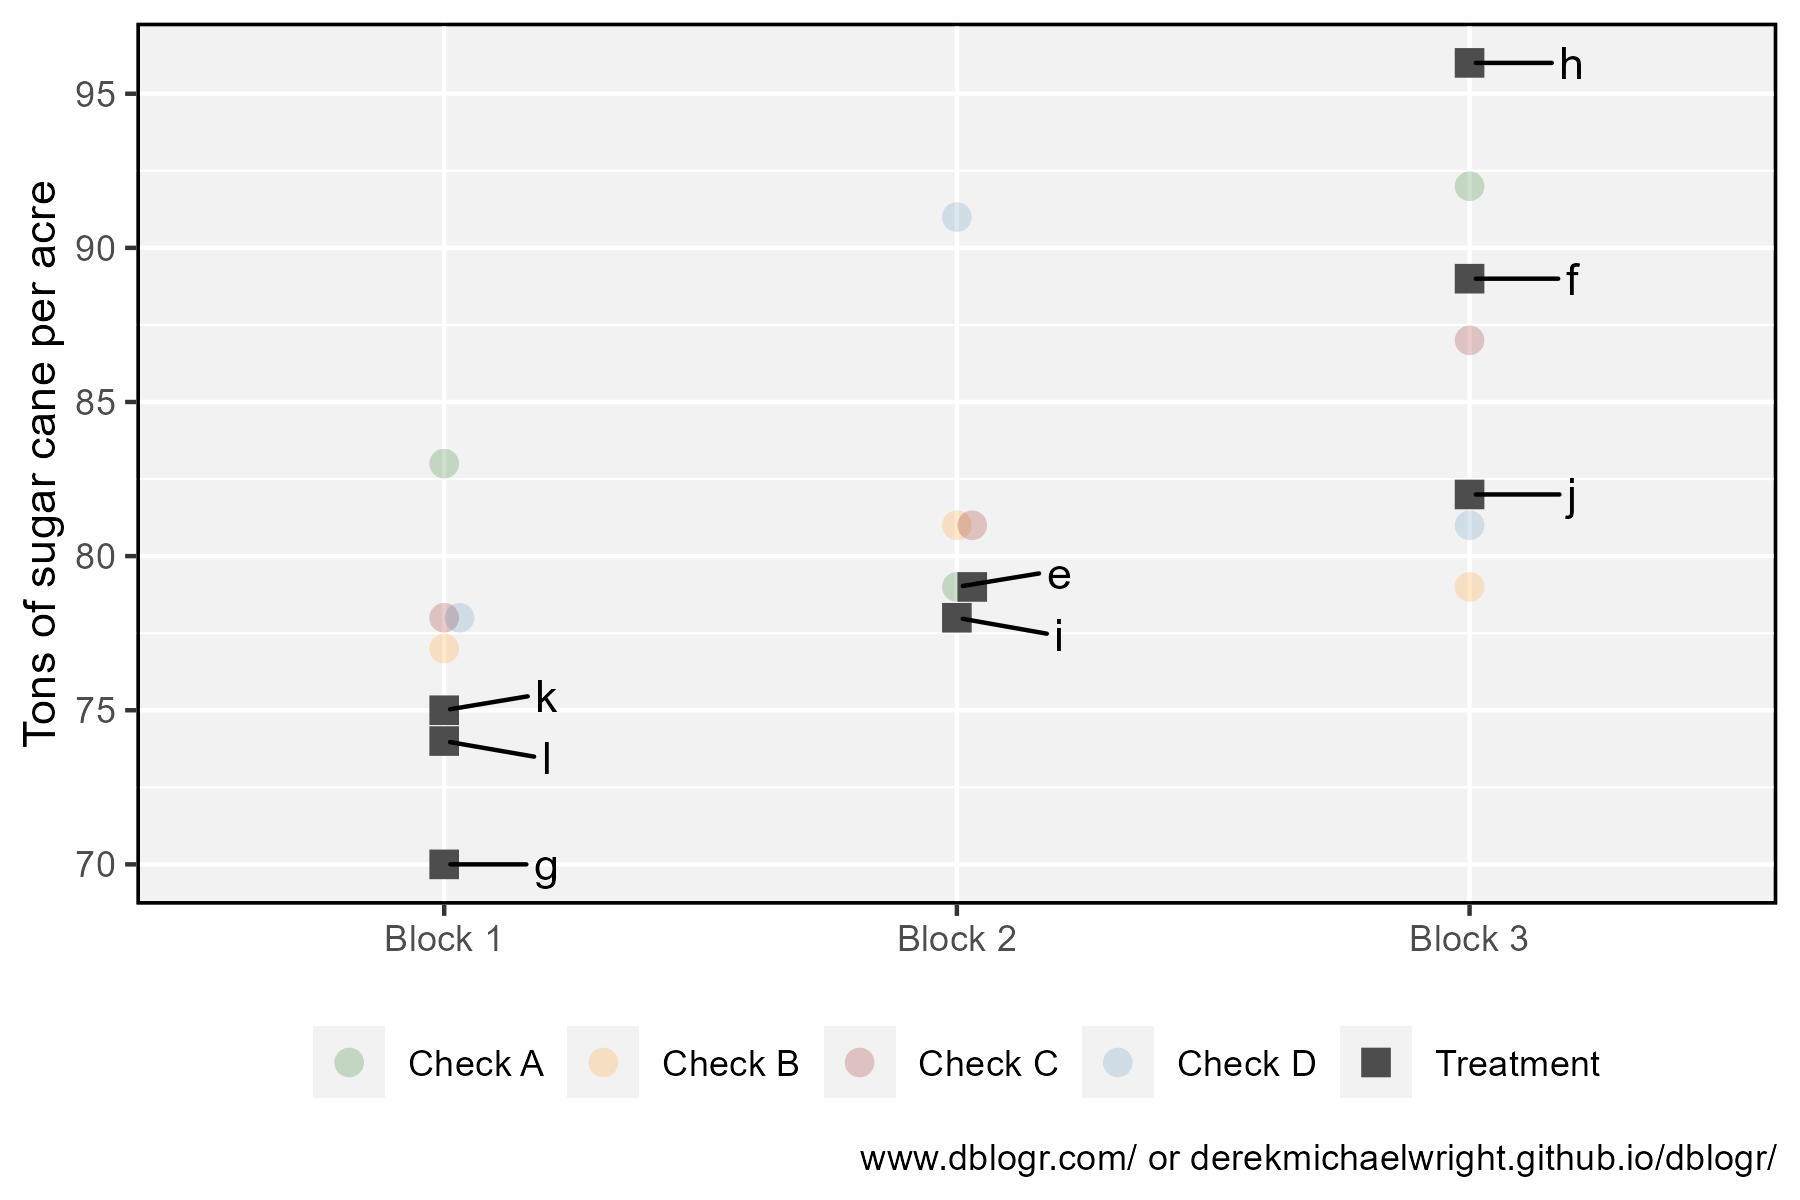 Tons of sugar cane per acre
95
90
85
80
75
70
h
f
j
e
i
k
l
g
Block 1 Block 2 Block 3
Check A Check B Check C Check D Treatment
www.dblogr.com/ or derekmichaelwright.github.io/dblogr/